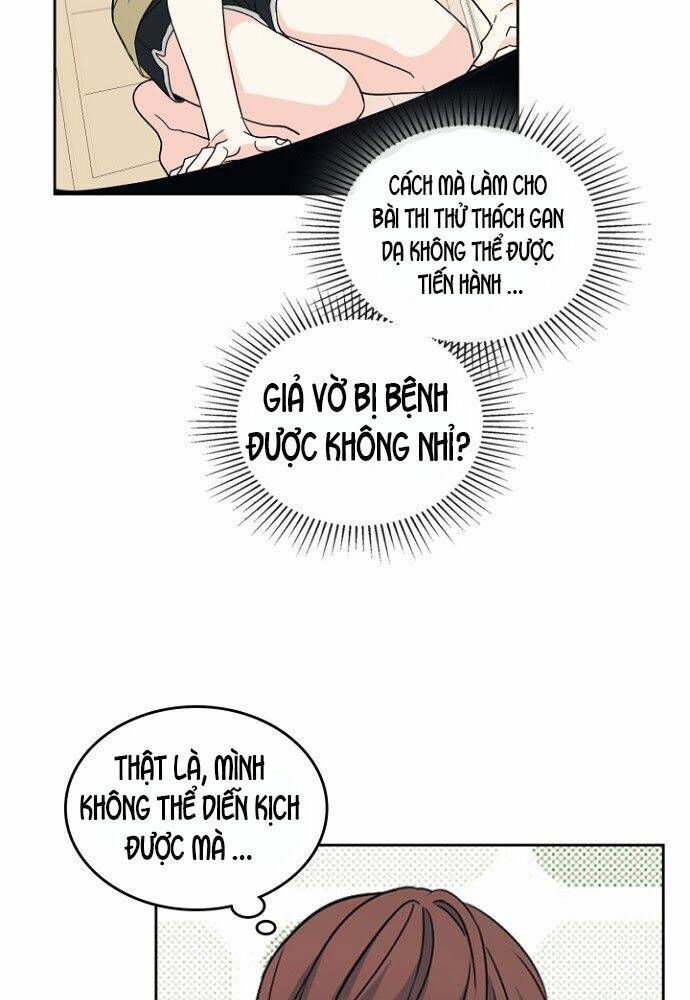 CÁCH MÀ LÀM CHO
BÀI THI THỬ THÁCH GAN
DẠ KHÔNG THỂ ĐƯỢC
TIẾN HÀNH ...
GIẢ VỜ BỊ BỆNH
ĐƯỢC KHÔNG NHỈ?
THẬT LÀ, MÌNH
KHÔNG THỂ DIỄN KỊCH
ĐƯỢC MÀ ...